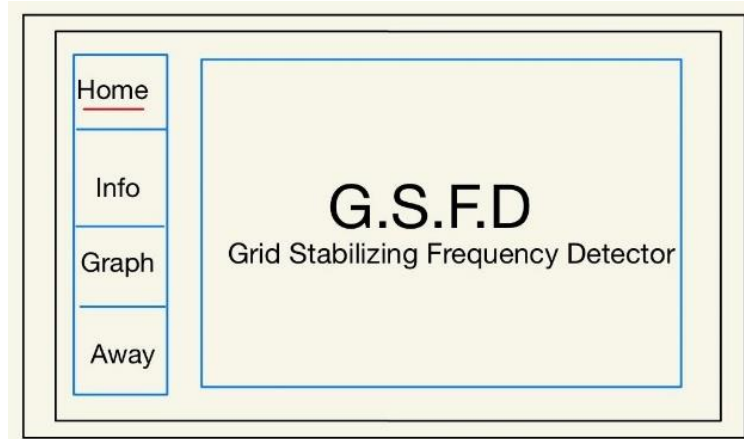 Home
Info
Graph
Away
G.S.F.D
Grid Stabilizing Frequency Detector